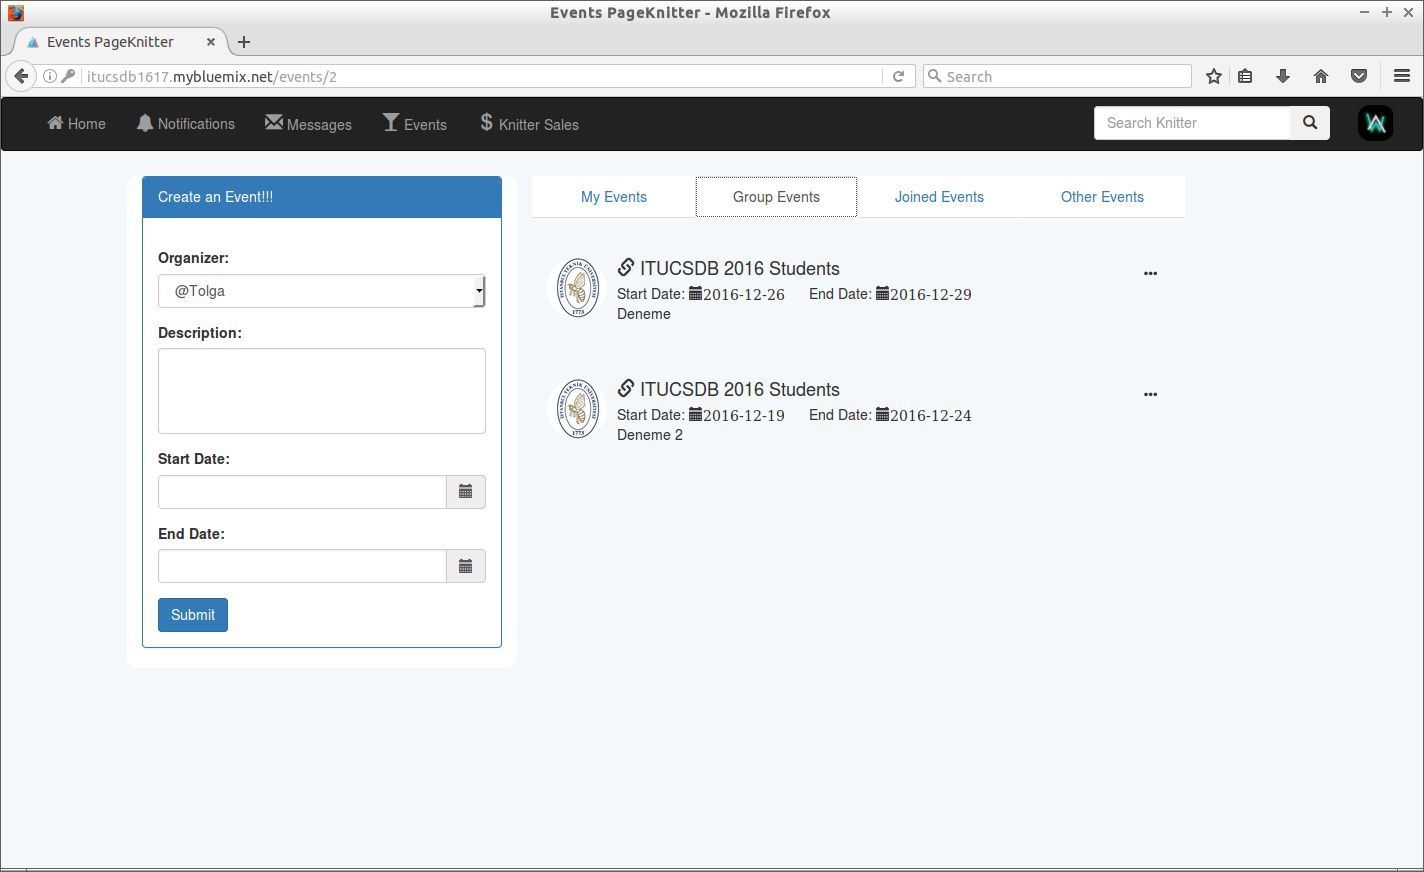 Events PageKnitter - Mozilla Firefox
Events PageKnitter
itucsdb1617.mybluemix.net/events/2
Search
Home
Notifications
Messages
Events
Knitter Sales
Search Knitter
Create an Event!!!
Organizer:
@Tolga
Description:
Start Date:
End Date:
Submit
My Events
Group Events
Joined Events
Other Events
ITUCSDB 2016 Students
Start Date: 2016-12-26 End Date: 2016-12-29
Deneme
ITUCSDB 2016 Students
Start Date: 2016-12-19 End Date: 2016-12-24
Deneme 2
1773
1773